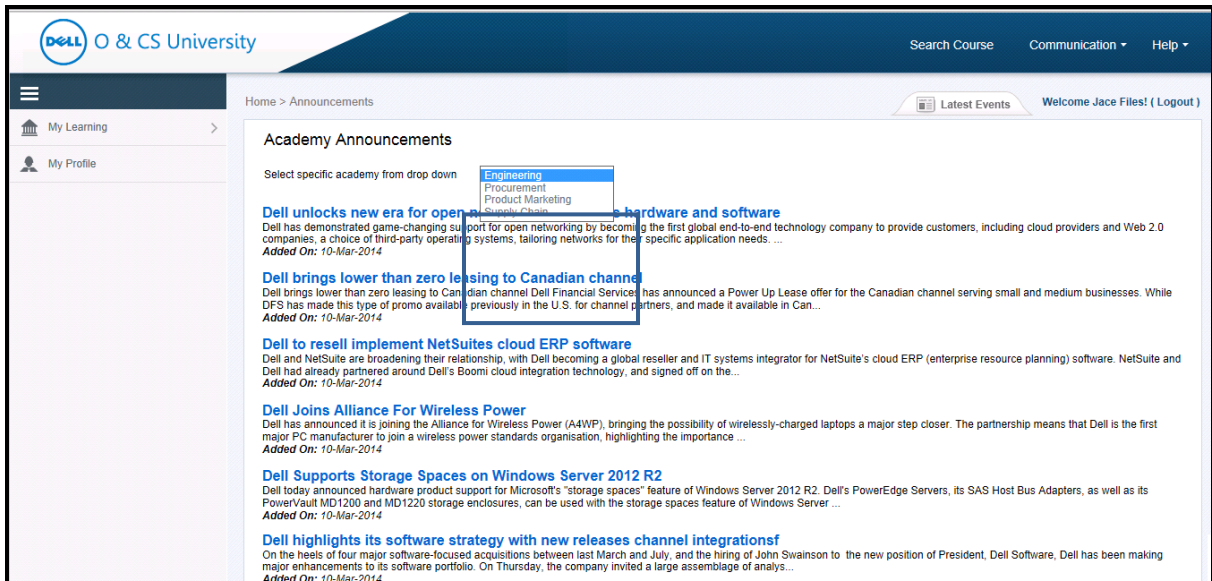 DELL O & CS University
Search Course Communication Help
Home > Announcements
Latest Events Welcome Jace Files! ( Logout )
My Learning
My Profile
Academy Announcements
Select specific academy from drop down
Engineering
Procurement
Product Marketing
Supply Chain
Dell unlocks new era for open hardware and software
Dell has demonstrated game-changing support for open networking by becoming the first global end-to-end technology company to provide customers, including cloud providers and Web 2.0
companies, a choice of third-party operating systems, tailoring networks for their specific application needs. ...
Added On: 10-Mar-2014
Dell brings lower than zero leasing to Canadian channel
Dell brings lower than zero leasing to Canadian channel Dell Financial Services has announced a Power Up Lease offer for the Canadian channel serving small and medium businesses. While
DFS has made this type of promo available previously in the U.S. for channel partners, and made it available in Can...
Added On: 10-Mar-2014
Dell to resell implement NetSuites cloud ERP software
Dell and NetSuite are broadening their relationship, with Dell becoming a global reseller and IT systems integrator for NetSuite's cloud ERP (enterprise resource planning) software. NetSuite and
Dell had already partnered around Dell's Boomi cloud integration technology, and signed off on the...
Added On: 10-Mar-2014
Dell Joins Alliance For Wireless Power
Dell has announced it is joining the Alliance for Wireless Power (A4WP), bringing the possibility of wirelessly-charged laptops a major step closer. The partnership means that Dell is the first
major PC manufacturer to join a wireless power standards organisation, highlighting the importance ...
Added On: 10-Mar-2014
Dell Supports Storage Spaces on Windows Server 2012 R2
Dell today announced hardware product support for Microsoft's "storage spaces" feature of Windows Server 2012 R2. Dell's PowerEdge Servers, its SAS Host Bus Adapters, as well as its
PowerVault MD1200 and MD1220 storage enclosures, can be used with the storage spaces feature of Windows Server ...
Added On: 10-Mar-2014
Dell highlights its software strategy with new releases channel integrationsf
On the heels of four major software-focused acquisitions between last March and July, and the hiring of John Swainson to the new position of President, Dell Software, Dell has been making
major enhancements to its software portfolio. On Thursday, the company invited a large assemblage of analys...
Added On: 10-Mar-2014